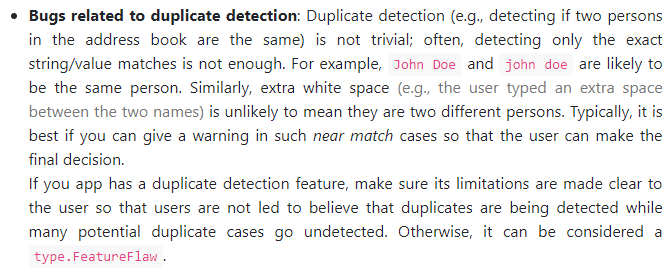 • Bugs related to duplicate detection: Duplicate detection (e.g., detecting if two persons
in the address book are the same) is not trivial; often, detecting only the exact
string/value matches is not enough. For example, John Doe and john doe are likely to
be the same person. Similarly, extra white space (e.g., the user typed an extra space
between the two names) is unlikely to mean they are two different persons. Typically, it is
best if you can give a warning in such near match cases so that the user can make the
final decision.
If you app has a duplicate detection feature, make sure its limitations are made clear to
the user so that users are not led to believe that duplicates are being detected while
many potential duplicate cases go undetected. Otherwise, it can be considered a
type.FeatureFlaw.